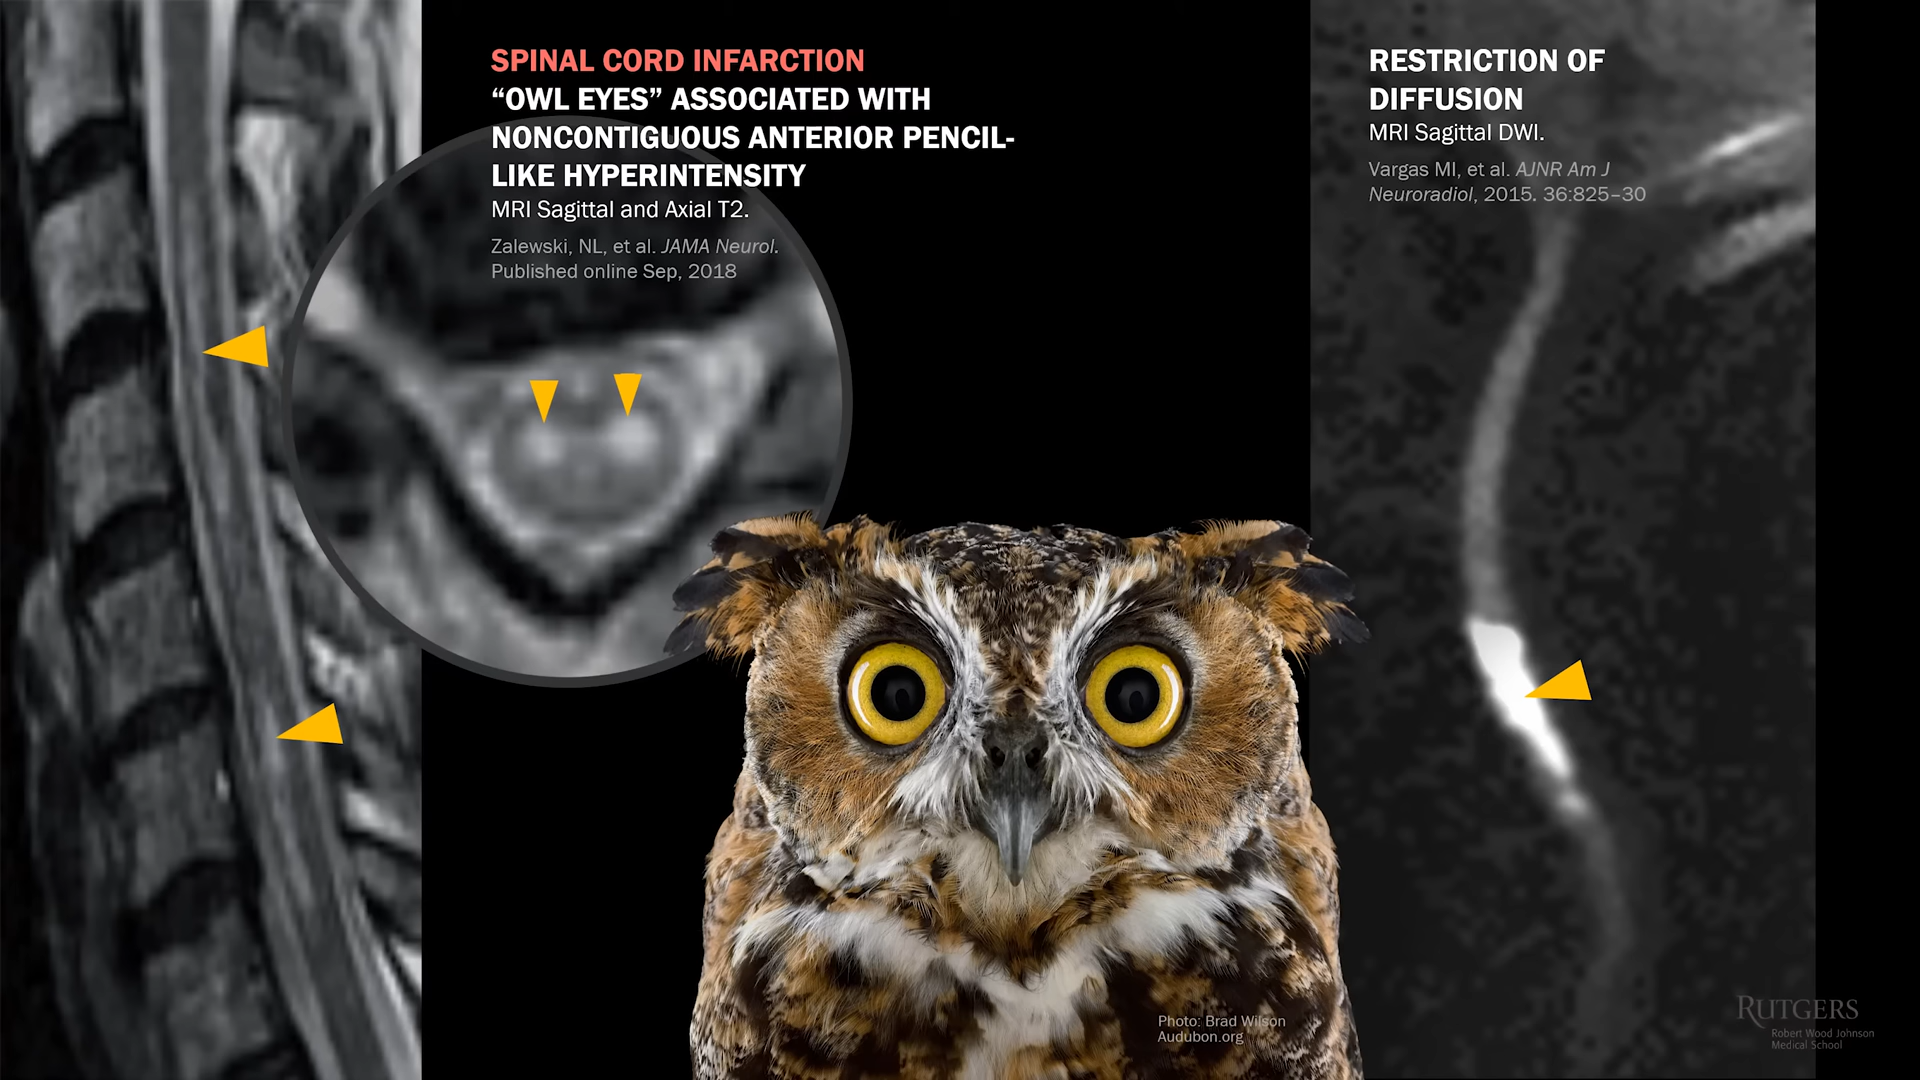 SPINAL CORD INFARCTION
“OWL EYES” ASSOCIATED WITH
NONCONTIGUOUS ANTERIOR PENCIL-
LIKE HYPERINTENSITY
MRI Sagittal and Axial T2.
Zalewski, NL, et al. JAMA Neurol.
Published online Sep, 2018
RESTRICTION OF
DIFFUSION
MRI Sagittal DWI.
Vargas MI, et al. AJNR Am J
Neuroradiol, 2015. 36:825–30
Photo: Brad Wilson
Audubon.org
RUTGERS
Robert Wood Johnson
Medical School